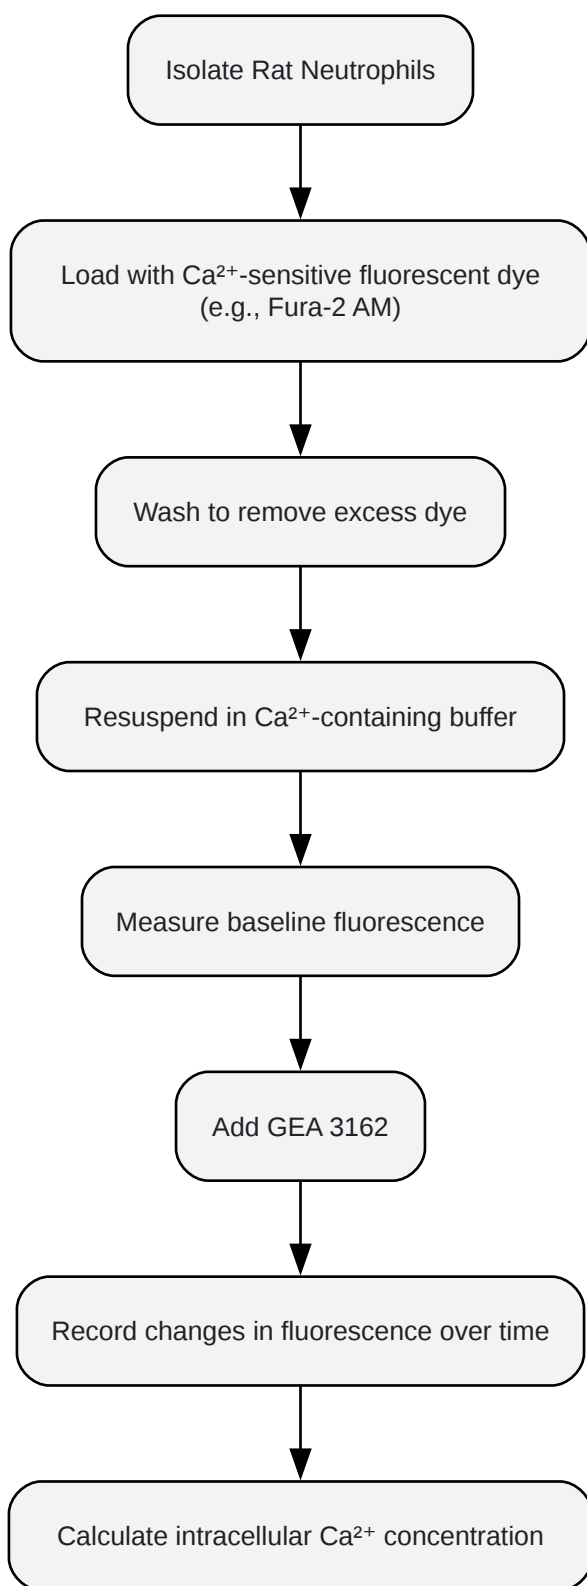 Isolate Rat Neutrophils
Load with Ca²⁺-sensitive fluorescent dye
(e.g., Fura-2 AM)
Wash to remove excess dye
Resuspend in Ca²⁺-containing buffer
Measure baseline fluorescence
Add GEA 3162
Record changes in fluorescence over time
Calculate intracellular Ca²⁺ concentration